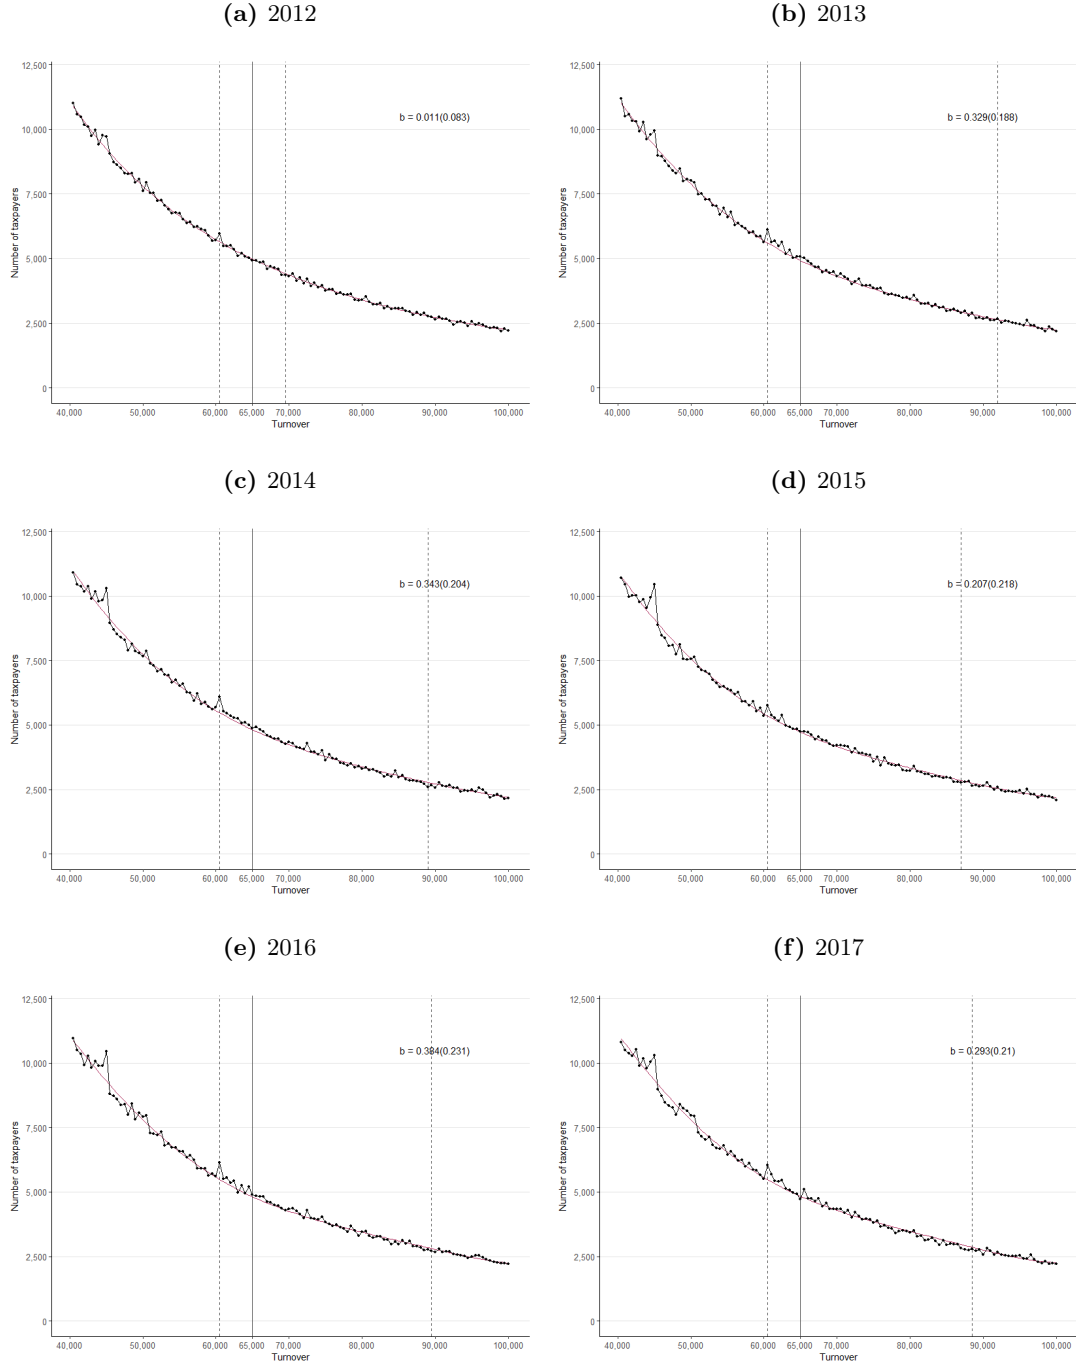 (a) 2012
12,500
10,000
7,500
5,000
2,500
0
Number of taxpayers
b = 0.011(0.083)
40,000 50,000 60,000 65,000 70,000 80,000 90,000 100,000
Turnover
(b) 2013
12,500
10,000
7,500
5,000
2,500
0
Number of taxpayers
b = 0.329(0.188)
40,000 50,000 60,000 65,000 70,000 80,000 90,000 100,000
Turnover
(c) 2014
12,500
10,000
7,500
5,000
2,500
0
Number of taxpayers
b = 0.343(0.204)
40,000 50,000 60,000 65,000 70,000 80,000 90,000 100,000
Turnover
(d) 2015
12,500
10,000
7,500
5,000
2,500
0
Number of taxpayers
b = 0.207(0.218)
40,000 50,000 60,000 65,000 70,000 80,000 90,000 100,000
Turnover
(e) 2016
12,500
10,000
7,500
5,000
2,500
0
Number of taxpayers
b = 0.384(0.231)
40,000 50,000 60,000 65,000 70,000 80,000 90,000 100,000
Turnover
(f) 2017
12,500
10,000
7,500
5,000
2,500
0
Number of taxpayers
b = 0.293(0.21)
40,000 50,000 60,000 65,000 70,000 80,000 90,000 100,000
Turnover